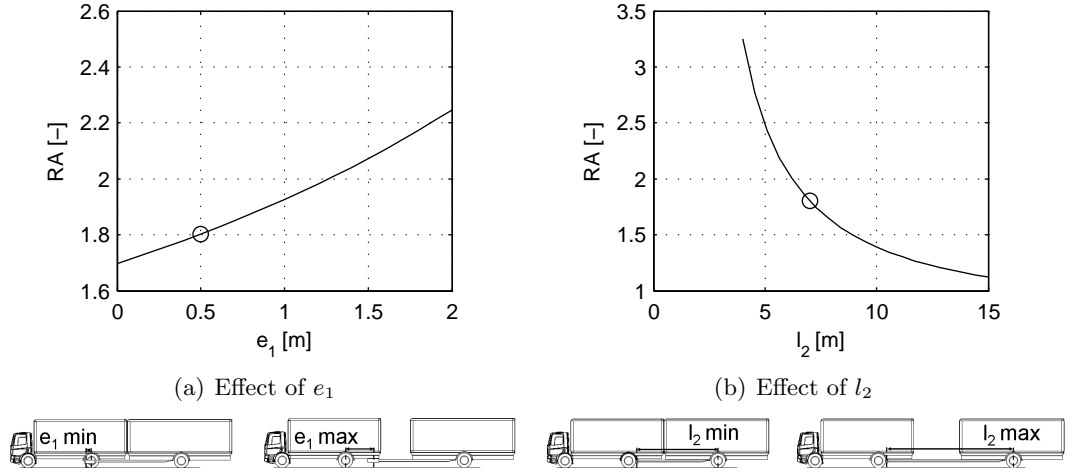 2.6
2.4
2.2
2
1.8
1.6
RA [–]
0 0.5 1 1.5 2
e1 [m]
(a) Effect of e1
3.5
3
2.5
2
1.5
1
RA [–]
0 5 10 15
l2 [m]
(b) Effect of l2
e1 min
e1 max
l2 min
l2 max